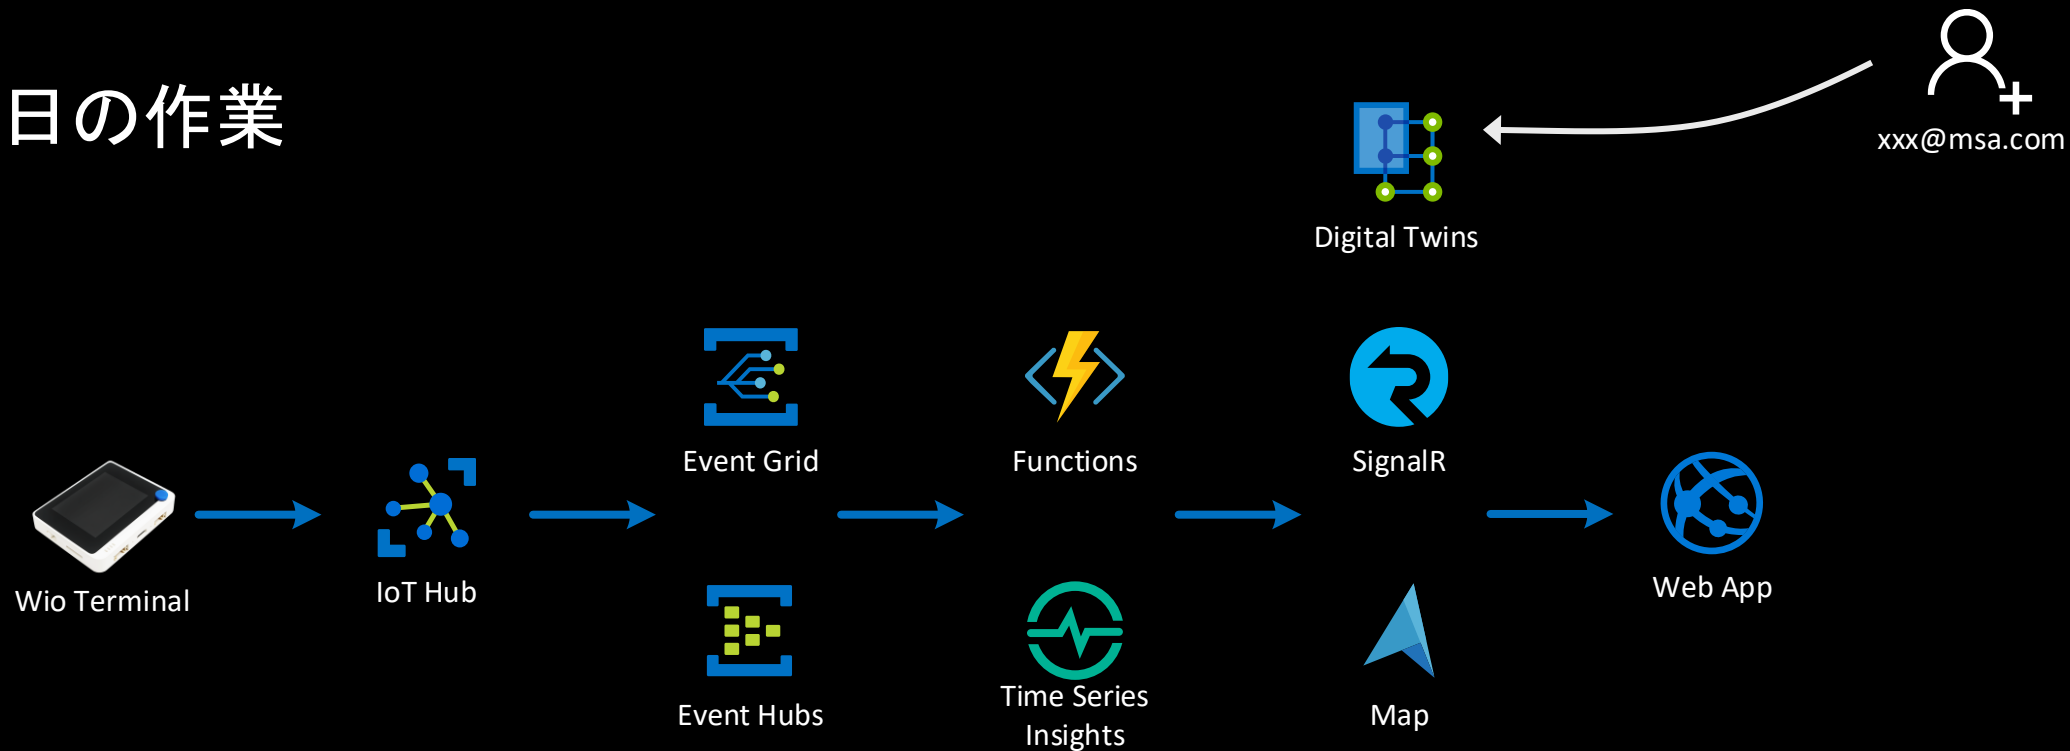 日の作業
xxx@msa.com
Digital Twins
Event Grid
Functions
SignalR
Wio Terminal
IoT Hub
Web App
Event Hubs
Time Series
Insights
Map